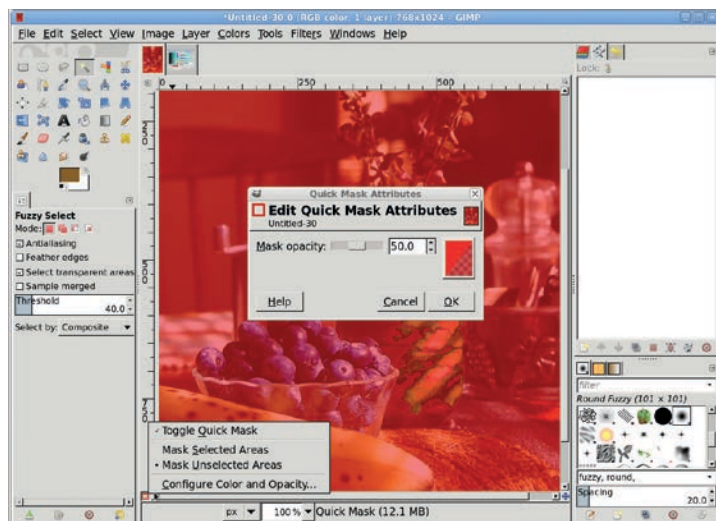 *Untitled-30.0 (RGB color, 1 layer) 768x1024 – GIMP
File Edit Select View Image Layer Colors Tools Filters Windows Help
Lock:
0 250 500
250
500
750
Fuzzy Select
Mode:
Antialiasing
Feather edges
Select transparent areas
Sample merged
Threshold
40.0
Select by: Composite
Quick Mask Attributes
Edit Quick Mask Attributes
Untitled-30
Mask opacity: 50.0
Help Cancel OK
Toggle Quick Mask
Mask Selected Areas
Mask Unselected Areas
Configure Color and Opacity...
px 100% Quick Mask (12.1 MB)
filter
Round Fuzzy (101 × 101)
fuzzy, round,
Spacing
20.0